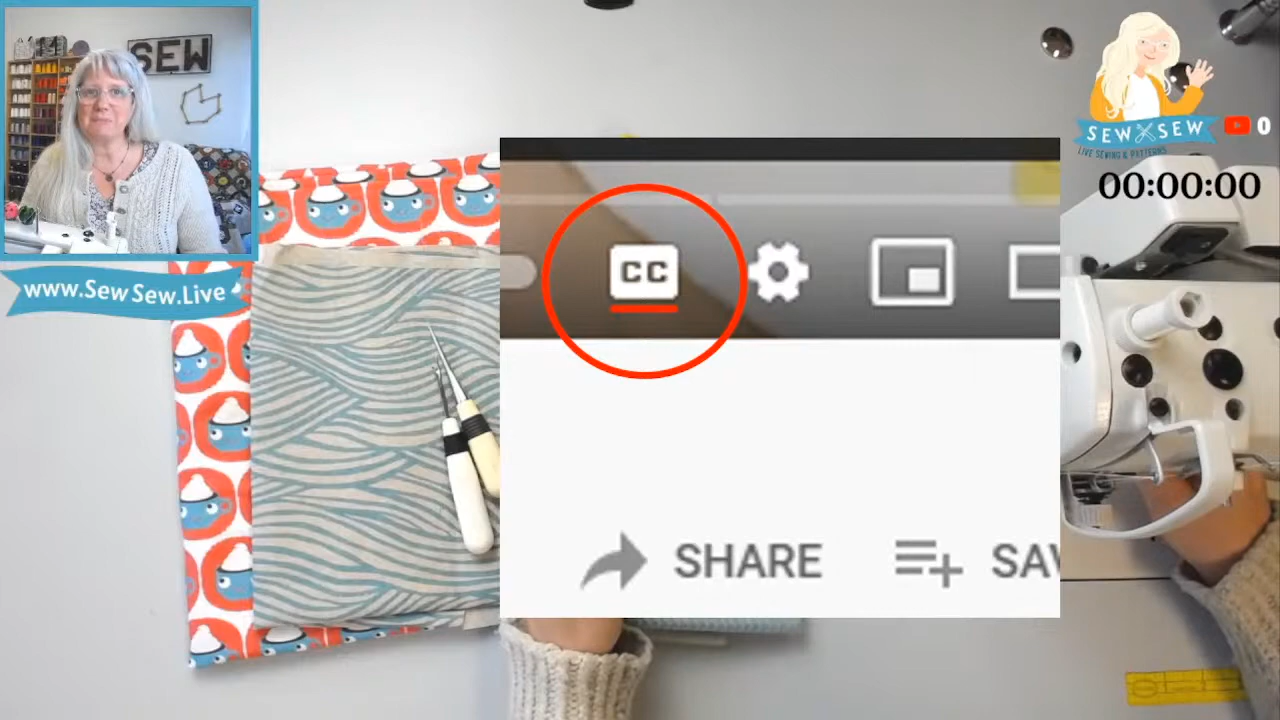 SEW
www.SewSew.Live
CC
SHARE
SAV
SEW SEW
LIVE SEWING & PATTERNS
0
00:00:00